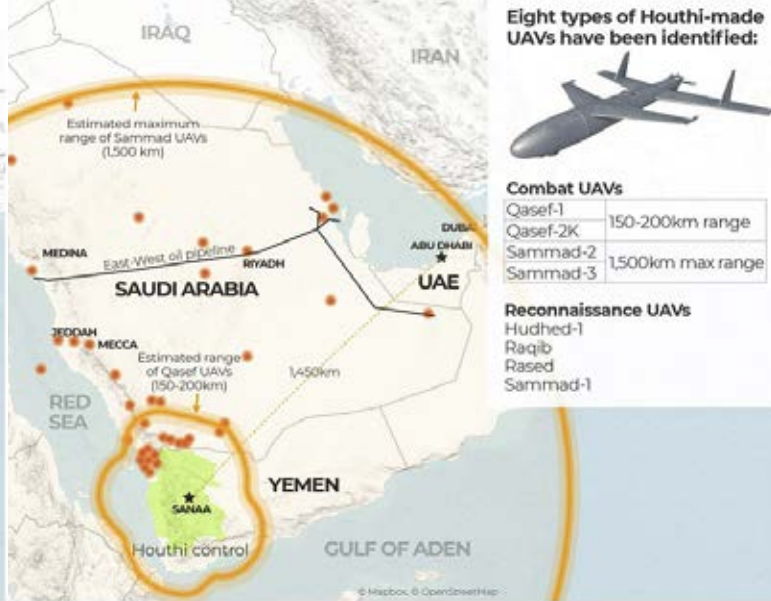 IRAQ
IRAN
Estimated maximum
range of Sammad UAVs
(1,500 km)
MEDINA
East-West oil pipeline
RIYADH
DUBA
ABU DHABI
UAE
SAUDI ARABIA
JEDDAH
MECCA
Estimated range
of Qasef UAVs
(150-200km)
1,450km
RED
SEA
YEMEN
SANAA
Houthi control
GULF OF ADEN
© Mapbox, © OpenStreetMap
Eight types of Houthi-made
UAVs have been identified:
Combat UAVs
Qasef-1
Qasef-2K
150-200km range
Sammad-2
Sammad-3
1,500km max range
Reconnaissance UAVs
Hudhed-1
Raqib
Rased
Sammad-1